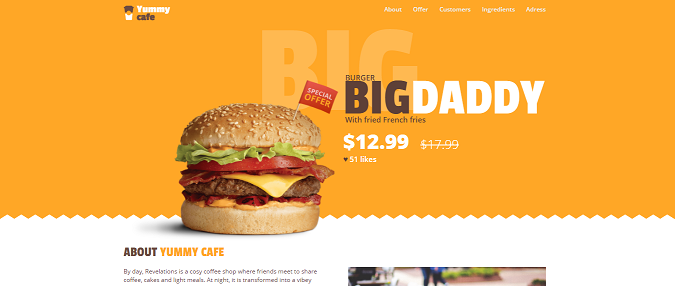 Yummy
cafe
About Offer Customers Ingredients Adress
BIG
BURGER
BIGDADDY
SPECIAL
OFFER
With fried French fries
$12.99 $17.99
♥ 51 likes
ABOUT YUMMY CAFE
By day, Revelations is a cosy coffee shop where friends meet to share
coffee, cakes and light meals. At night, it is transformed into a vibey